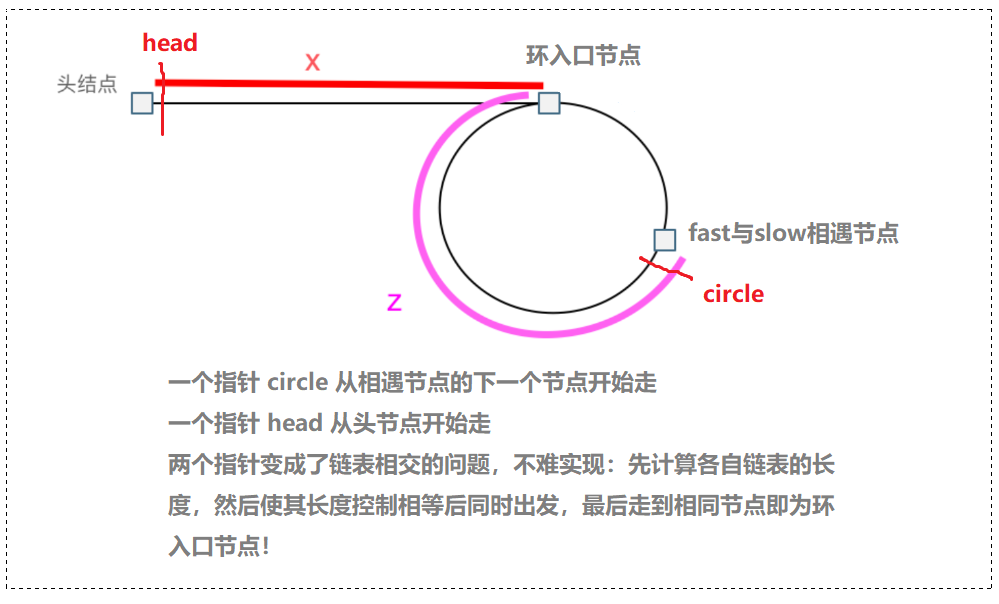 head
x
环入口节点
头结点
fast与slow相遇节点
circle
z
一个指针 circle 从相遇节点的下一个节点开始走
一个指针 head 从头节点开始走
两个指针变成了链表相交的问题，不难实现：先计算各自链表的长
度，然后使其长度控制相等后同时出发，最后走到相同节点即为环
入口节点！